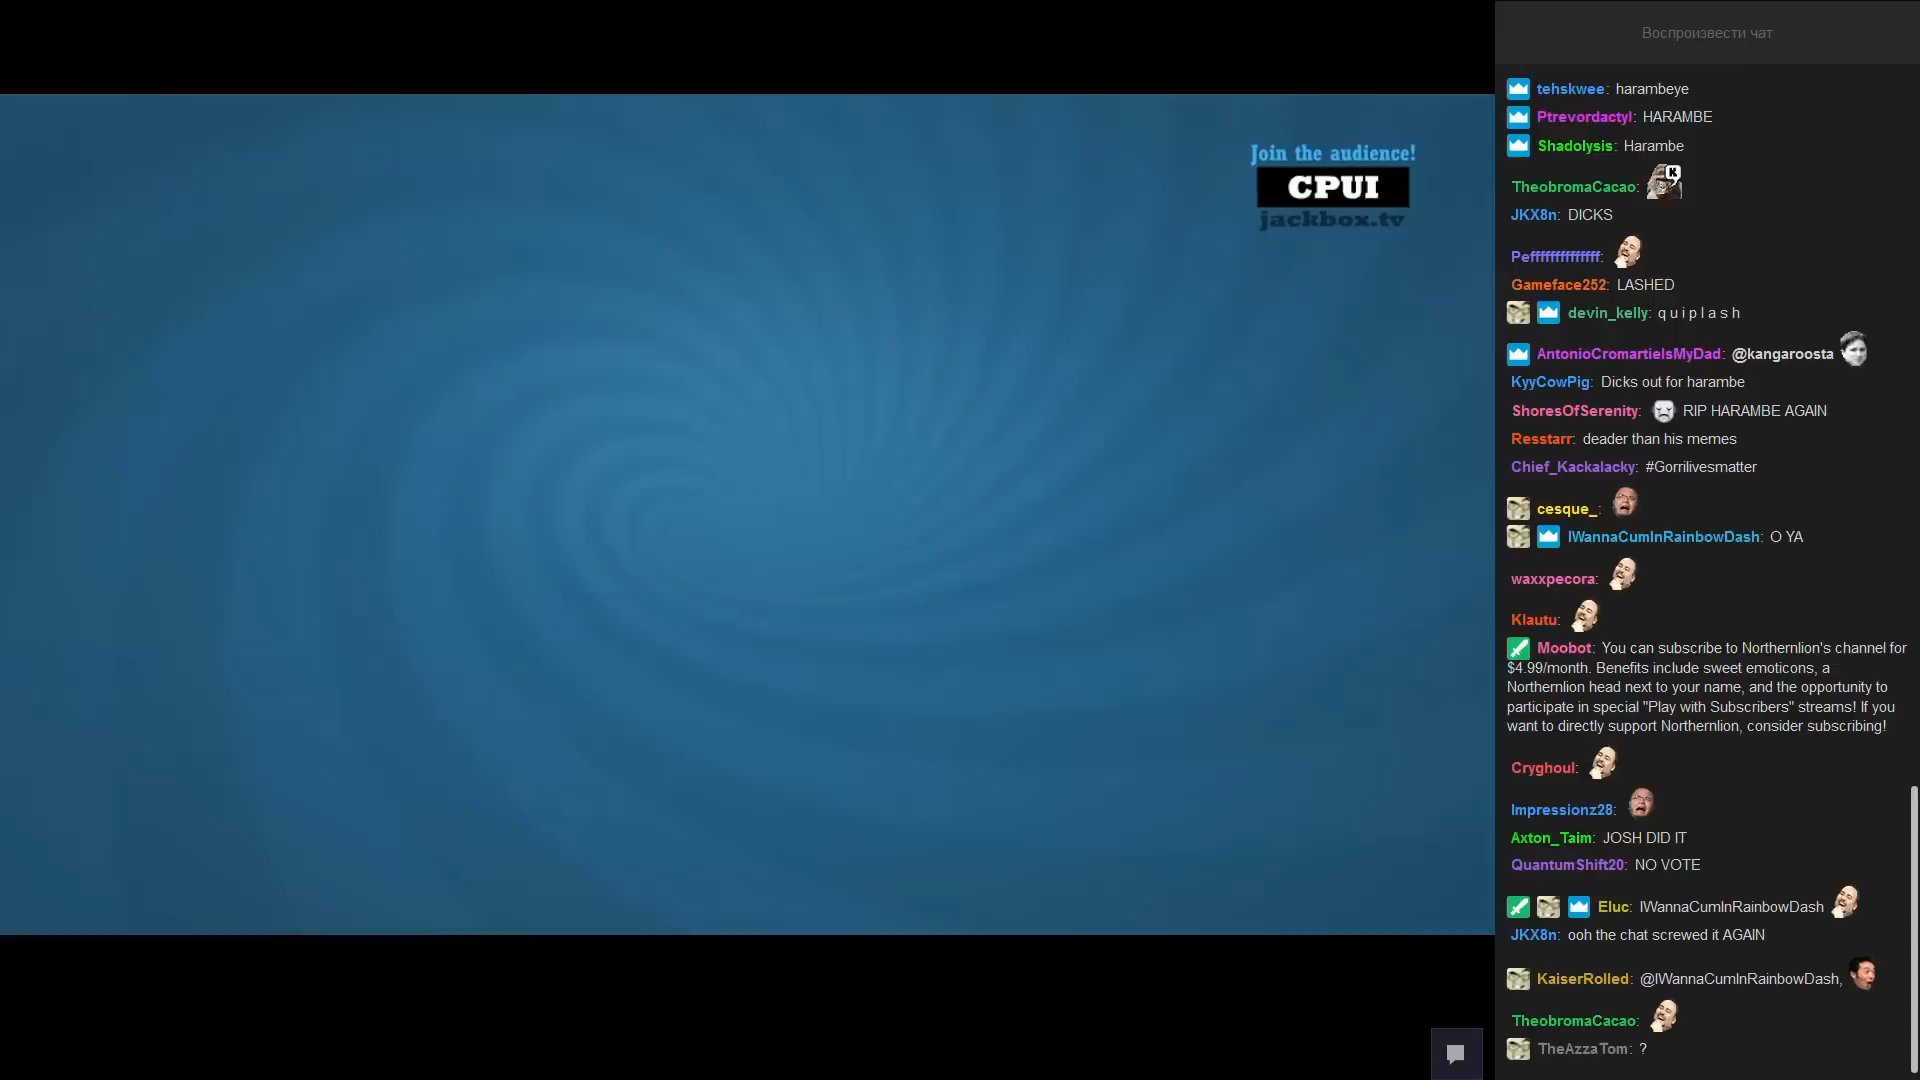 Join the audience!
CPUI
jackbox.tv
Воспроизвести чат
tehskwee: harambeye
Ptrevordactyl: HARAMBE
Shadolysis: Harambe
TheobromaCacao:
K
JKX8n: DICKS
Peffffffffffffff:
Gameface252: LASHED
devin_kelly: q u i p l a s h
AntonioCromartieIsMyDad: @kangaroosta
KyyCowPig: Dicks out for harambe
ShoresOfSerenity: RIP HARAMBE AGAIN
Resstarr: deader than his memes
Chief_Kackalacky: #Gorrilivesmatter
cesque_:
IWannaCumInRainbowDash: O YA
waxxpecora:
Klautu:
Moobot: You can subscribe to Northernlion's channel for
$4.99/month. Benefits include sweet emoticons, a
Northernlion head next to your name, and the opportunity to
participate in special "Play with Subscribers" streams! If you
want to directly support Northernlion, consider subscribing!
Cryghoul:
Impressionz28:
Axton_Taim: JOSH DID IT
QuantumShift20: NO VOTE
Eluc: IWannaCumInRainbowDash
JKX8n: ooh the chat screwed it AGAIN
KaiserRolled: @IWannaCumInRainbowDash,
TheobromaCacao:
TheAzzaTom: ?